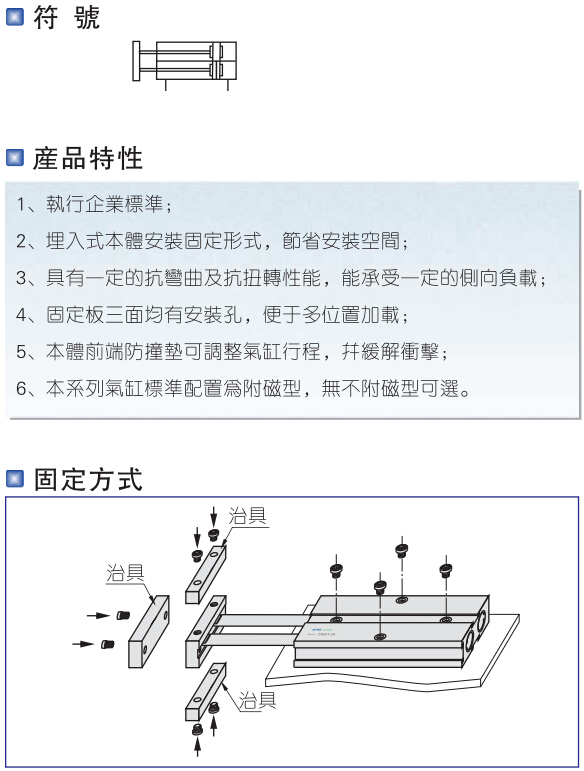 符 號
產品特性
1、執行企業標準；
2、埋入式本體安裝固定形式，節省安裝空間；
3、具有一定的抗彎曲及抗扭轉性能，能承受一定的側向負載；
4、固定板三面均有安裝孔，便于多位置加載；
5、本體前端防撞墊可調整氣缸行程，幷緩解衝擊；
6、本系列氣缸標準配置爲附磁型，無不附磁型可選。
固定方式
治具
治具
治具